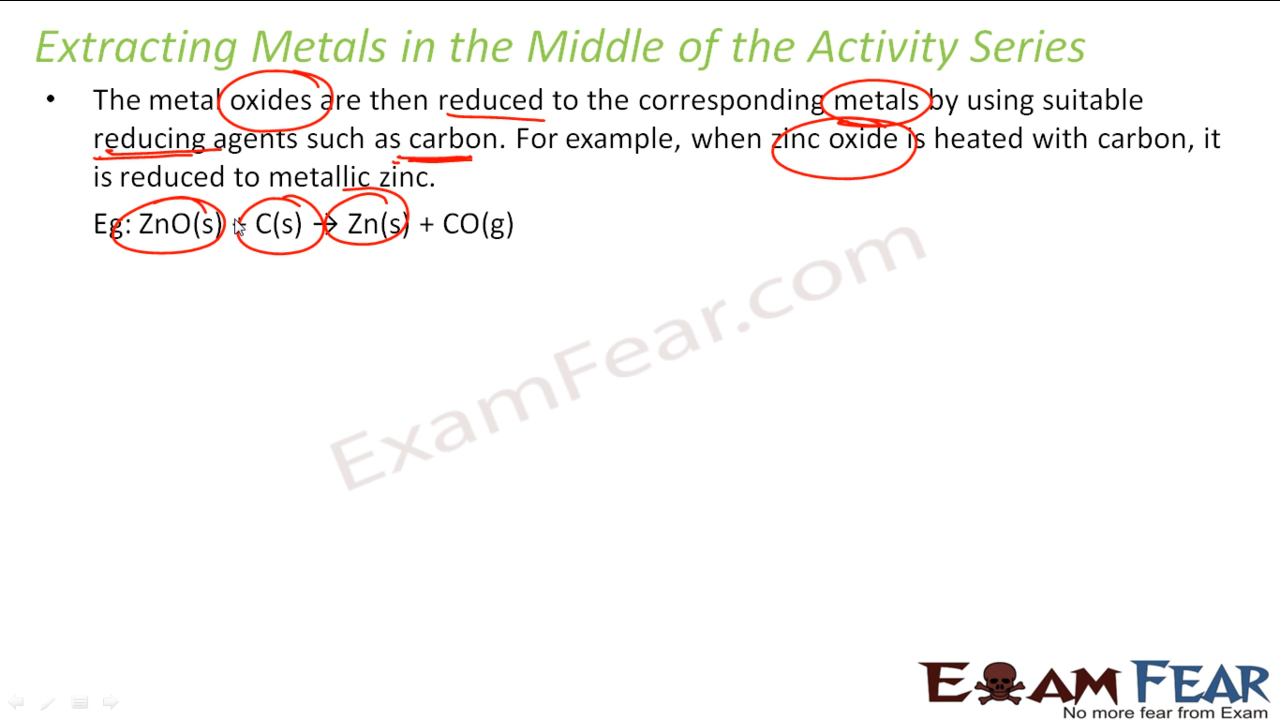 Extracting Metals in the Middle of the Activity Series
• The metal oxides are then reduced to the corresponding metals by using suitable
reducing agents such as carbon. For example, when zinc oxide is heated with carbon, it
is reduced to metallic zinc.
Eg: ZnO(s) + C(s) → Zn(s) + CO(g)
ExamFear.com
EXAM FEAR
No more fear from Exam